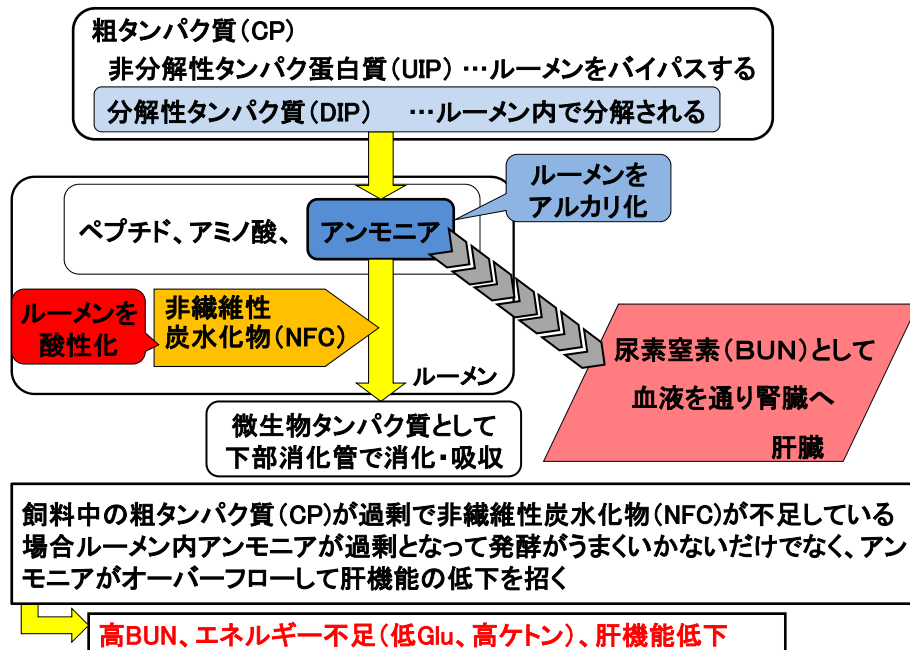 粗タンパク質(CP)
非分解性タンパク蛋白質(UIP) …ルーメンをバイパスする
分解性タンパク質(DIP) …ルーメン内で分解される
ルーメンを
アルカリ化
ペプチド、アミノ酸、 アンモニア
ルーメンを
酸性化
非繊維性
炭水化物(NFC)
ルーメン
尿素窒素(BUN)として
血液を通り腎臓へ
肝臓
微生物タンパク質として
下部消化管で消化・吸収
飼料中の粗タンパク質(CP)が過剰で非繊維性炭水化物(NFC)が不足している
場合ルーメン内アンモニアが過剰となって発酵がうまくいかないだけでなく、アン
モニアがオーバーフローして肝機能の低下を招く
高BUN、エネルギー不足(低Glu、高ケトン)、肝機能低下